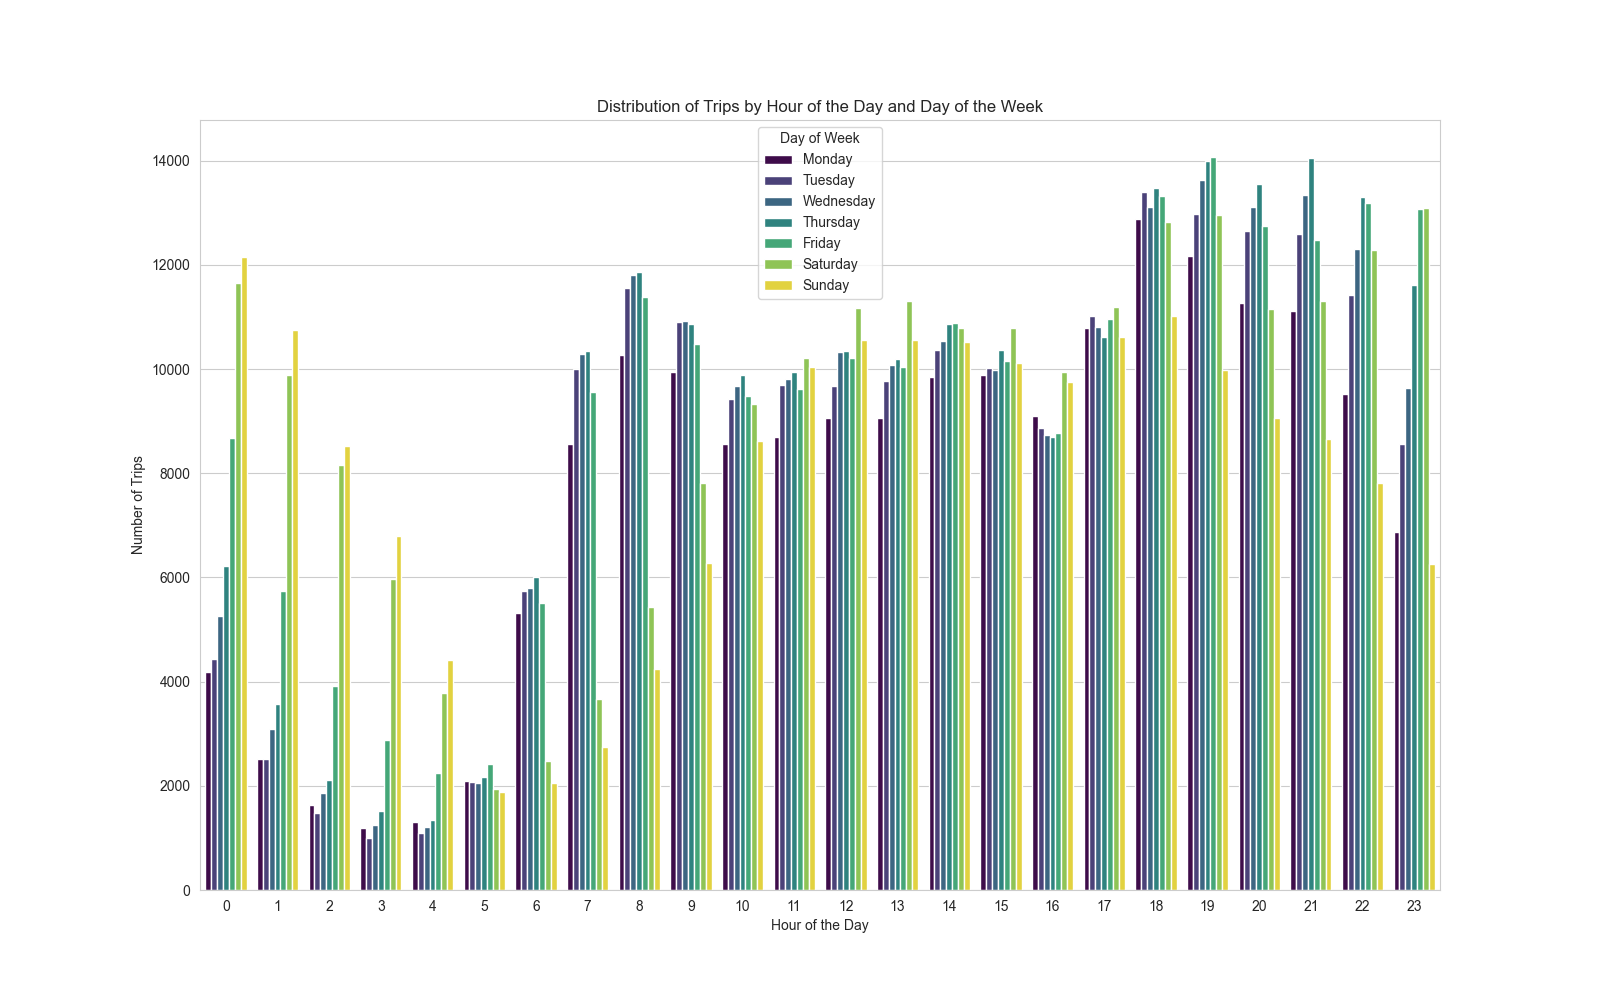 Distribution of Trips by Hour of the Day and Day of the Week
Day of Week
Monday
Tuesday
Wednesday
Thursday
Friday
Saturday
Sunday
Number of Trips
14000
12000
10000
8000
6000
4000
2000
0
0 1 2 3 4 5 6 7 8 9 10 11 12 13 14 15 16 17 18 19 20 21 22 23
Hour of the Day